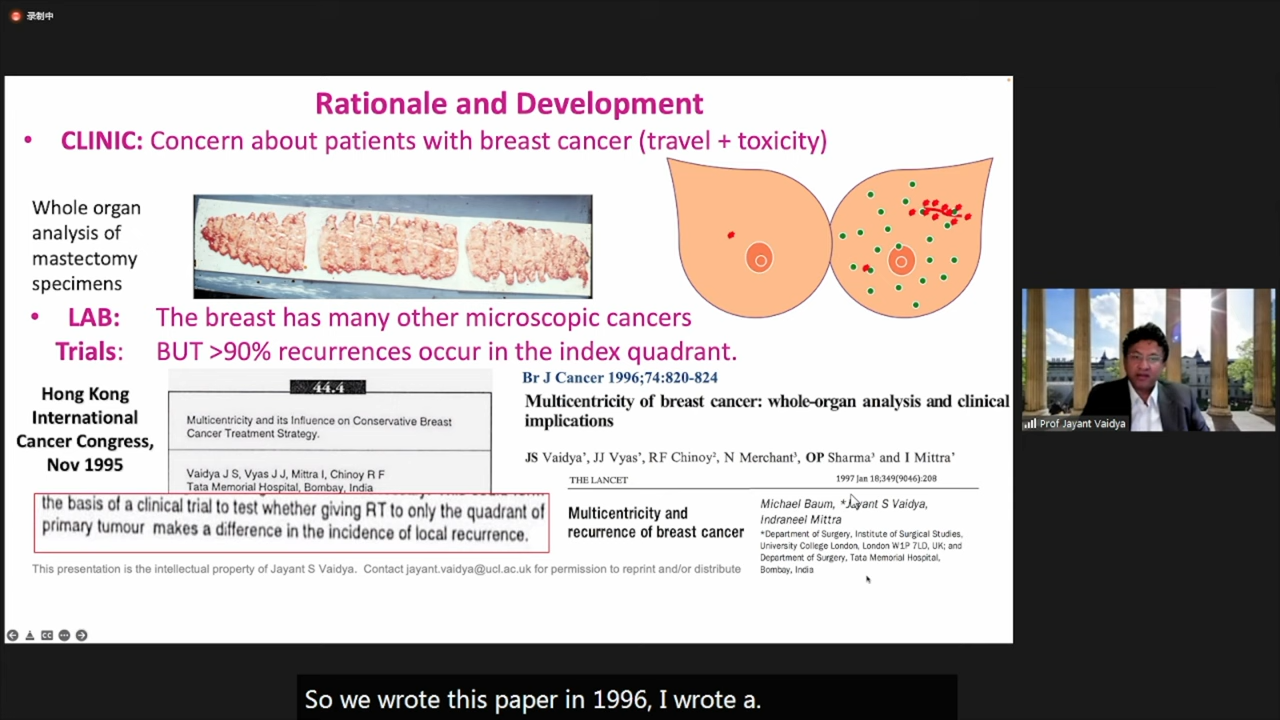 录制中
Rationale and Development
• CLINIC: Concern about patients with breast cancer (travel + toxicity)
Whole organ
analysis of
mastectomy
specimens
• LAB: The breast has many other microscopic cancers
Trials: BUT >90% recurrences occur in the index quadrant.
Hong Kong
International
Cancer Congress,
Nov 1995
44.4
Multicentricity and its Influence on Conservative Breast
Cancer Treatment Strategy.
Vaidya J S, Vyas J J, Mittra I, Chinoy R F
Tata Memorial Hospital, Bombay, India
the basis of a clinical trial to test whether giving RT to only the quadrant of
primary tumour makes a difference in the incidence of local recurrence.
Br J Cancer 1996;74:820-824
Multicentricity of breast cancer: whole-organ analysis and clinical
implications
JS Vaidya¹, JJ Vyas¹, RF Chinoy², N Merchant³, OP Sharma³ and I Mittra¹
THE LANCET 1997 Jan 18;349(9046):208
Multicentricity and
recurrence of breast cancer
Michael Baum, *Jayant S Vaidya,
Indraneel Mittra
*Department of Surgery, Institute of Surgical Studies,
University College London, London W1P 7LD, UK; and
Department of Surgery, Tata Memorial Hospital,
Bombay, India
This presentation is the intellectual property of Jayant S Vaidya. Contact jayant.vaidya@ucl.ac.uk for permission to reprint and/or distribute
CC
Prof Jayant Vaidya
So we wrote this paper in 1996, I wrote a.